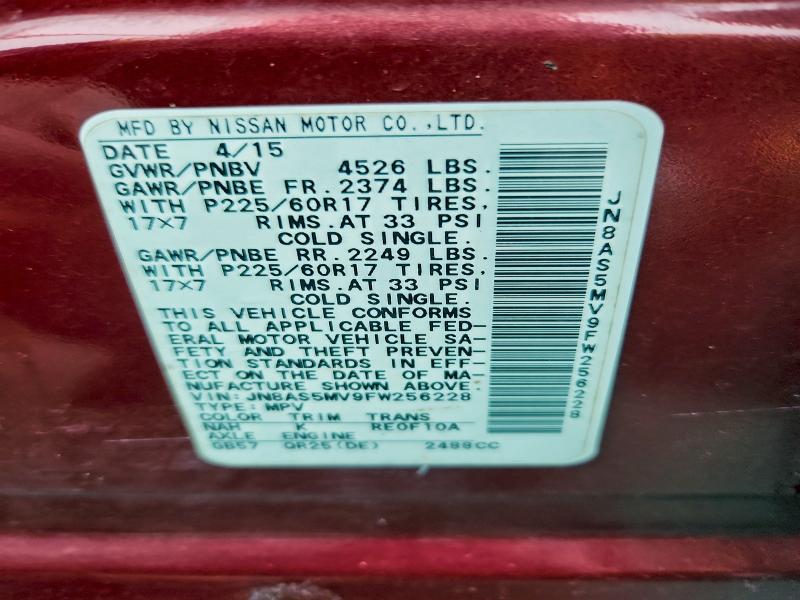 MFD BY NISSAN MOTOR CO.,LTD.
DATE 4/15
GVWR/PNBV 4526 LBS.
GAWR/PNBE FR. 2374 LBS.
WITH P225/60R17 TIRES,
17×7 RIMS.AT 33 PSI
COLD SINGLE.
GAWR/PNBE RR. 2249 LBS.
WITH P225/60R17 TIRES,
17×7 RIMS.AT 33 PSI
COLD SINGLE.
THIS VEHICLE CONFORMS
TO ALL APPLICABLE FED-
ERAL MOTOR VEHICLE SA-
FETY AND THEFT PREVEN-
TION STANDARDS IN EFF-
ECT ON THE DATE OF MA-
NUFACTURE SHOWN ABOVE.
VIN: JN8AS5MV9FW256228
TYPE: MPV
COLOR TRIM TRANS
NAH K RE0F10A
AXLE ENGINE
GB57 QR25(DE) 2488CC
JN8AS5MV9FW256228